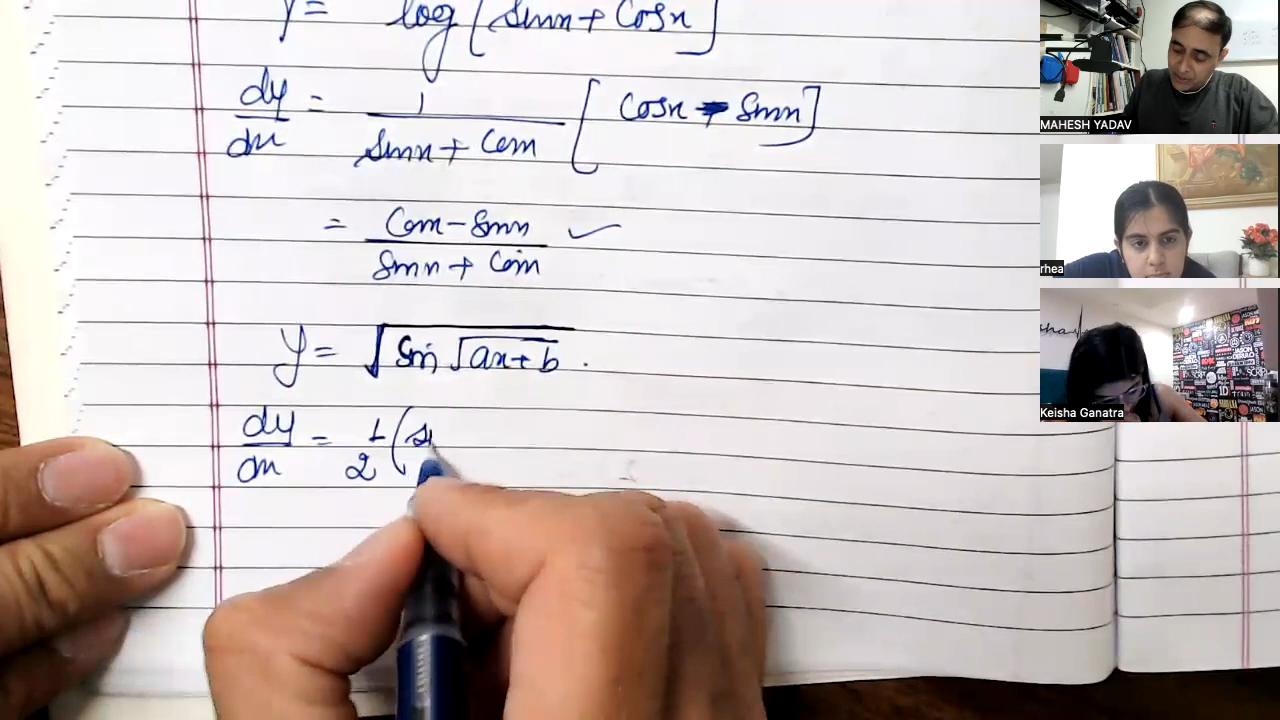 y = log [ sinx + cosx ]
dy/dx = 1/(sinx + cosx) [ cosx - sinx ]
= (cosx - sinx)/(sinx + cosx) ✓
y = √(sin √(ax+b)) .
dy/dx = 1/2 ( si
MAHESH YADAV
rhea
Keisha Ganatra